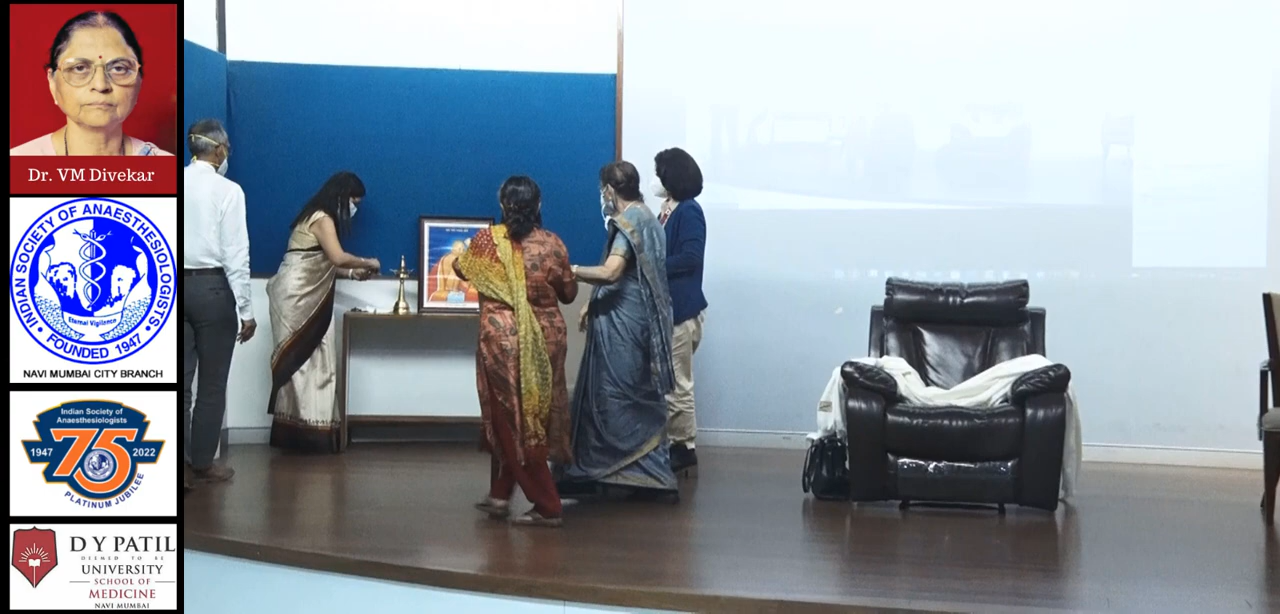 Dr. VM Divekar
INDIAN SOCIETY OF ANAESTHESIOLOGISTS
Eternal Vigilance
FOUNDED 1947
NAVI MUMBAI CITY BRANCH
Indian Society of
Anaesthesiologists
1947 75 2022
PLATINUM JUBILEE
D Y PATIL
DEEMED TO BE
UNIVERSITY
SCHOOL OF
MEDICINE
NAVI MUMBAI